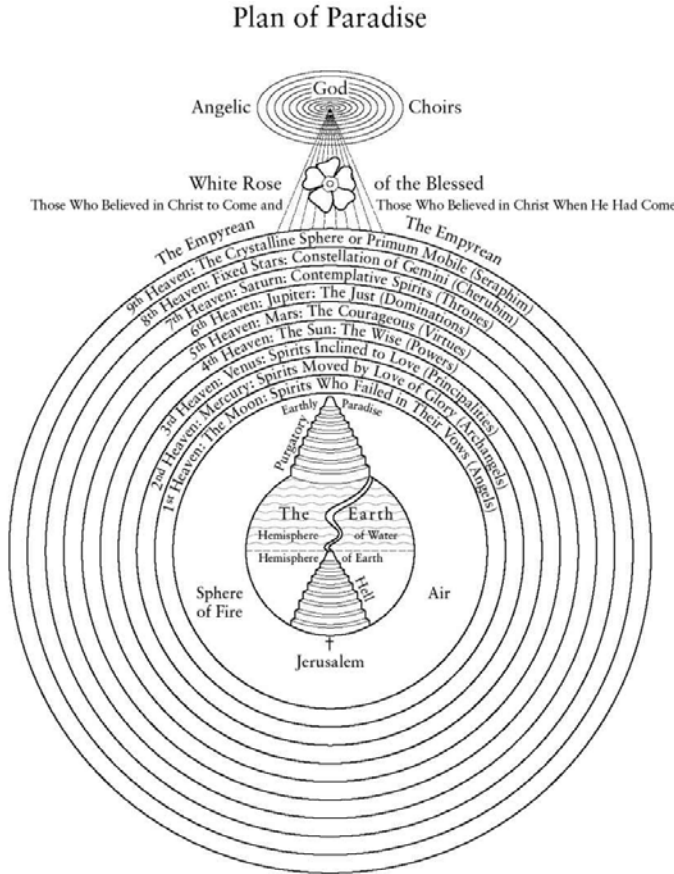 Plan of Paradise
God
Angelic Choirs
White Rose of the Blessed
Those Who Believed in Christ to Come and Those Who Believed in Christ When He Had Come
The Empyrean The Empyrean
9th Heaven: The Crystalline Sphere or Primum Mobile (Seraphim)
8th Heaven: Fixed Stars: Constellation of Gemini (Cherubim)
7th Heaven: Saturn: Contemplative Spirits (Thrones)
6th Heaven: Jupiter: The Just (Dominations)
5th Heaven: Mars: The Courageous (Virtues)
4th Heaven: The Sun: The Wise (Powers)
3rd Heaven: Venus: Spirits Inclined to Love (Principalities)
2nd Heaven: Mercury: Spirits Moved by Love of Glory (Archangels)
1st Heaven: The Moon: Spirits Who Failed in Their Vows (Angels)
Earthly Paradise
Purgatory
The Earth
Hemisphere of Water
Hemisphere of Earth
Hell
Sphere of Fire
Air
Jerusalem